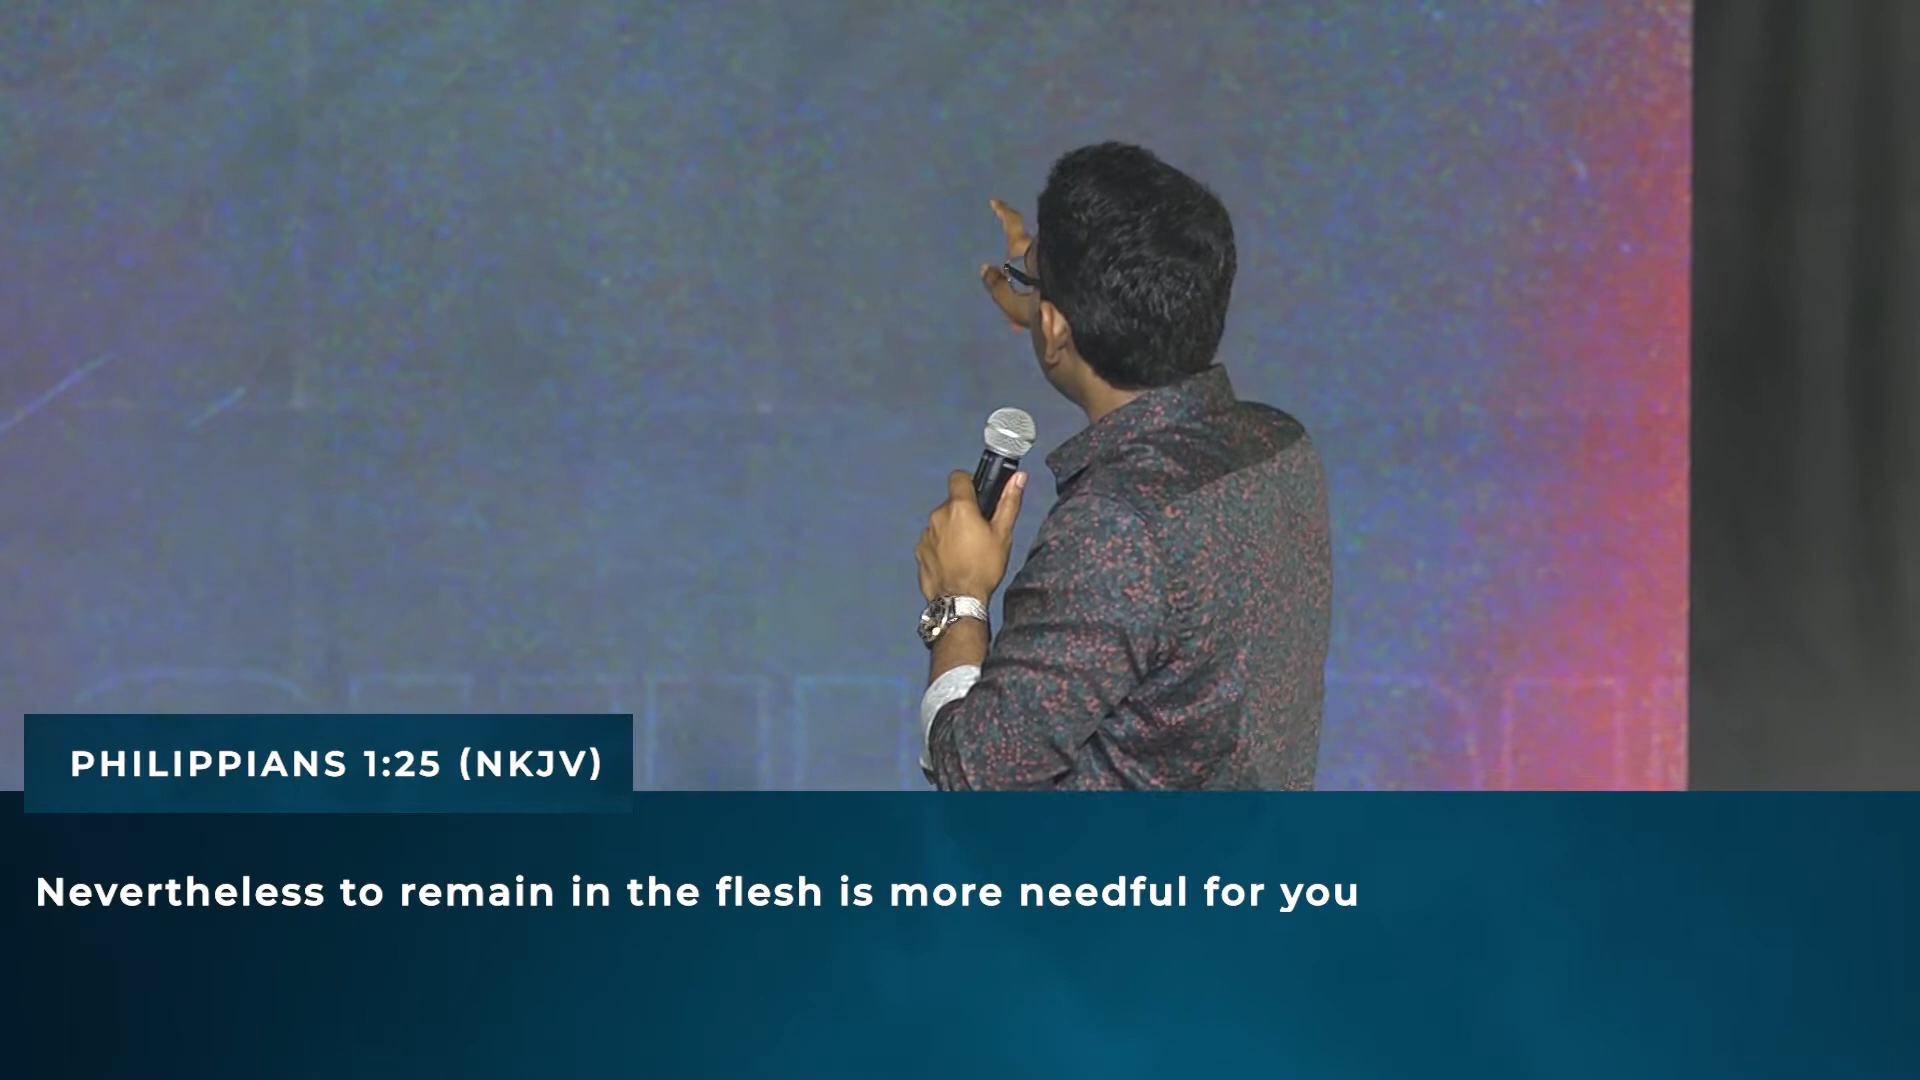 PHILIPPIANS 1:25 (NKJV)
Nevertheless to remain in the flesh is more needful for you